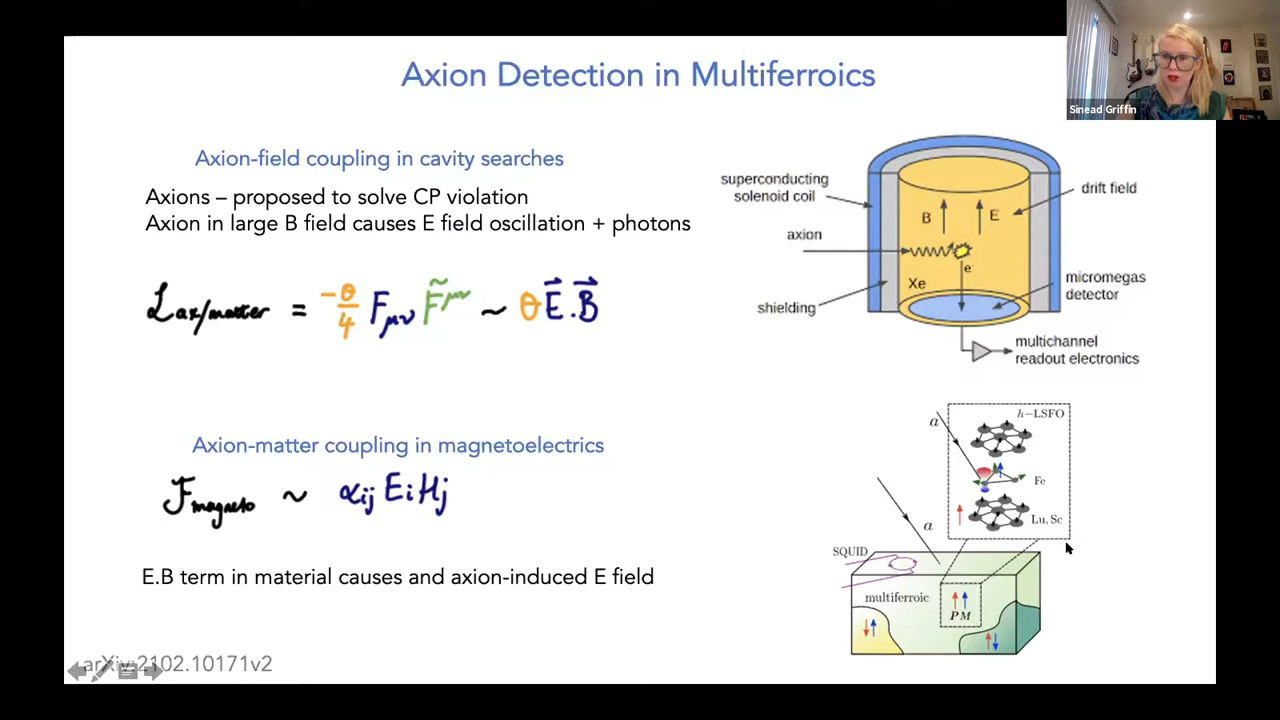 Axion Detection in Multiferroics
Sinead Griffin
Axion-field coupling in cavity searches
Axions – proposed to solve CP violation
Axion in large B field causes E field oscillation + photons
ℒax/matter = -θ/4 Fμν F̃μν ~ θ E⃗.B⃗
superconducting
solenoid coil
drift field
B
E
axion
e
Xe
micromegas
detector
shielding
multichannel
readout electronics
Axion-matter coupling in magnetoelectrics
ℱmagneto ~ αij Ei Hj
E.B term in material causes and axion-induced E field
a
h−LSFO
Fe
Lu, Sc
a
SQUID
multiferroic
PM
arXiv:2102.10171v2